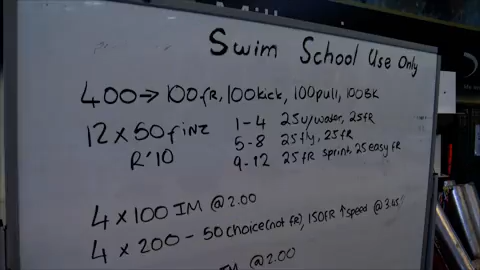 Swim School Use Only
400 → 100 fR, 100 kick, 100 pull, 100 BK
12 x 50 finz 1-4 25 u/water, 25 fR
R'10 5-8 25 fly, 25 fR
9-12 25 fR sprint, 25 easy fR
4 x 100 IM @ 2.00
4 x 200 - 50 choice (not fR), 150 fR ↑ speed @ 3.45
IM @ 2.00